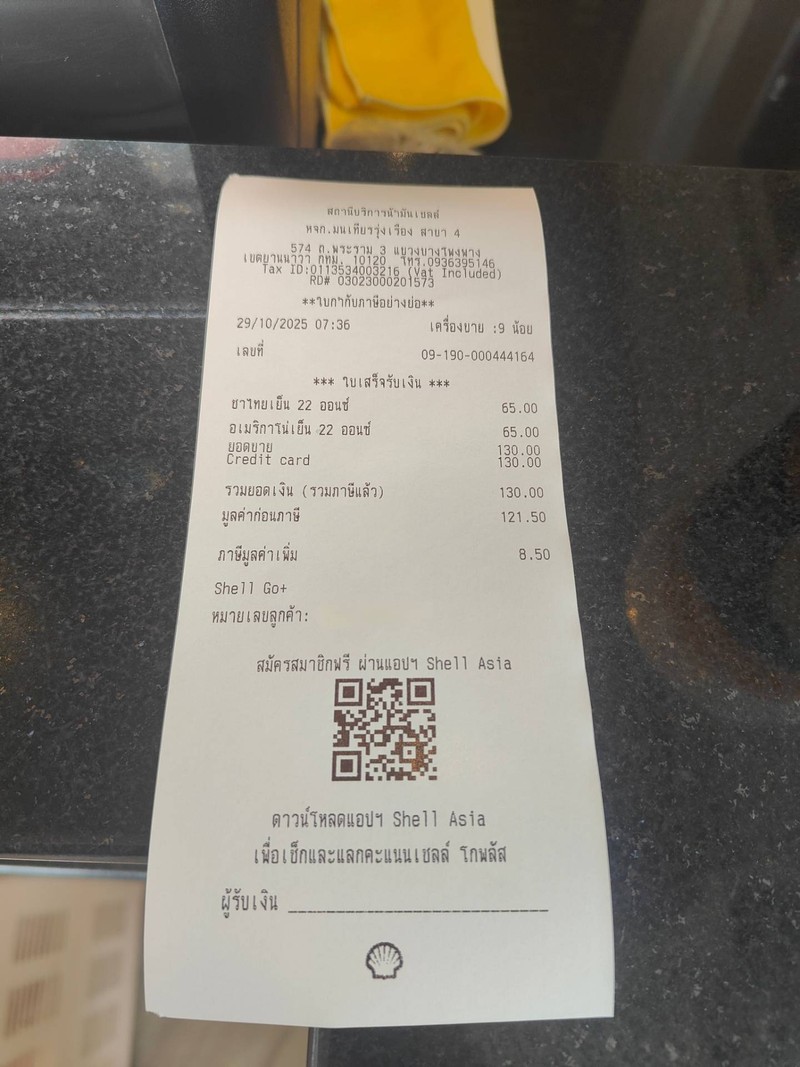 สถานีบริการน้ำมันเชลล์
หจก.มนเทียรรุ่งเรือง สาขา 4
574 ถ.พระราม 3 แขวงบางโพงพาง
เขตยานนาวา กทม. 10120 โทร.0936395146
Tax ID:0113534003216 (Vat Included)
RD# 03023000201573
**ใบกำกับภาษีอย่างย่อ**
29/10/2025 07:36 เครื่องขาย :9 น้อย
เลขที่ 09-190-000444164
*** ใบเสร็จรับเงิน ***
ชาไทยเย็น 22 ออนซ์ 65.00
อเมริกาโน่เย็น 22 ออนซ์ 65.00
ยอดขาย 130.00
Credit card 130.00
รวมยอดเงิน (รวมภาษีแล้ว) 130.00
มูลค่าก่อนภาษี 121.50
ภาษีมูลค่าเพิ่ม 8.50
Shell Go+
หมายเลขลูกค้า:
สมัครสมาชิกฟรี ผ่านแอปฯ Shell Asia
ดาวน์โหลดแอปฯ Shell Asia
เพื่อเช็กและแลกคะแนนเชลล์ โกพลัส
ผู้รับเงิน